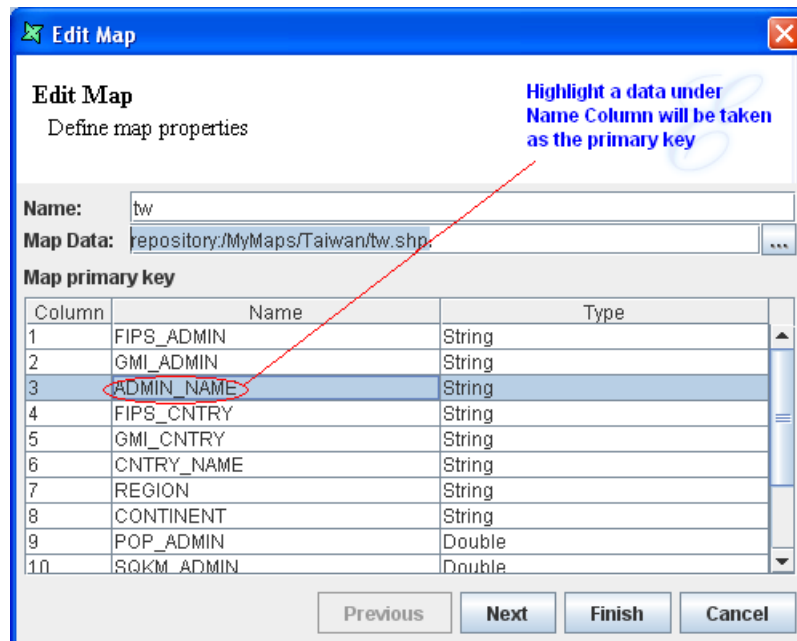 Edit Map
Edit Map
Define map properties
Highlight a data under
Name Column will be taken
as the primary key
Name: tw
Map Data: repository:/MyMaps/Taiwan/tw.shp ...
Map primary key
Column Name Type
1 FIPS_ADMIN String
2 GMI_ADMIN String
3 ADMIN_NAME String
4 FIPS_CNTRY String
5 GMI_CNTRY String
6 CNTRY_NAME String
7 REGION String
8 CONTINENT String
9 POP_ADMIN Double
10 SQKM_ADMIN Double
Previous Next Finish Cancel